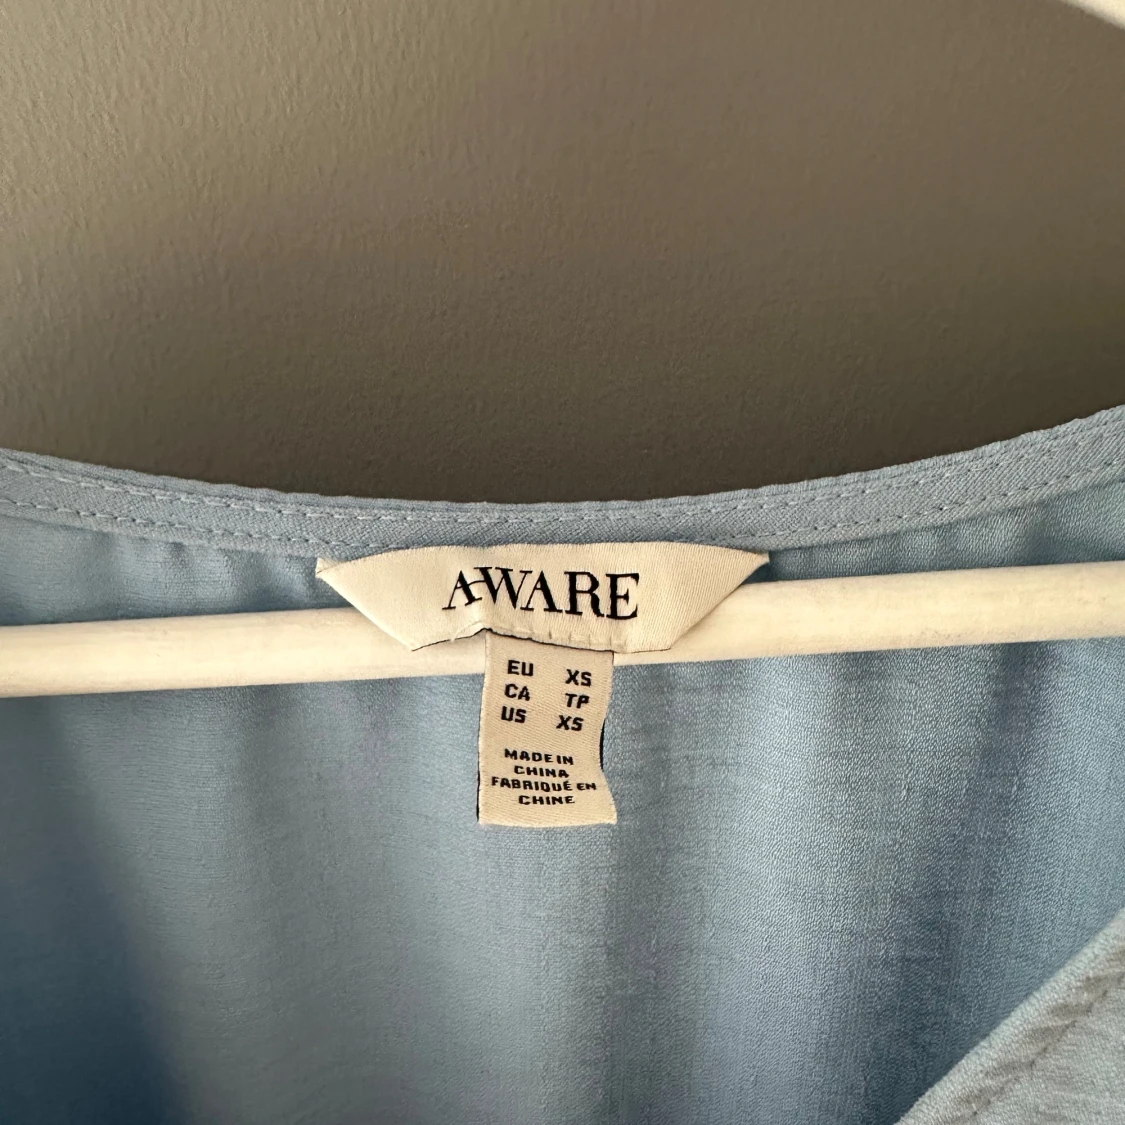 AWARE
EU XS
CA TP
US XS
MADE IN
CHINA
FABRIQUÉ EN
CHINE